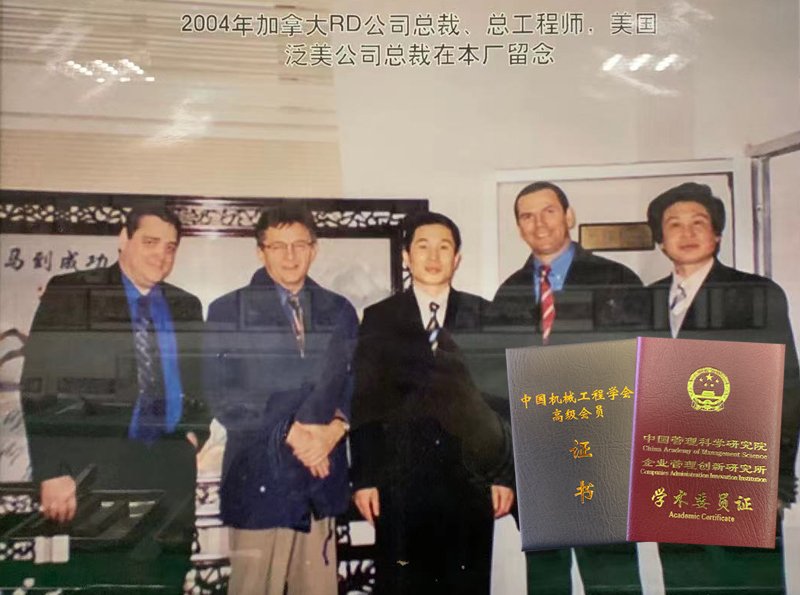 2004年加拿大RD公司总裁、总工程师,美国
泛美公司总裁在本厂留念
马到成功
中国机械工程学会
高级会员
证
书
中国管理科学研究院
China Academy of Management Science
企业管理创新研究所
Companies Administration Innovation Institution
学术委员证
Academic Certificate